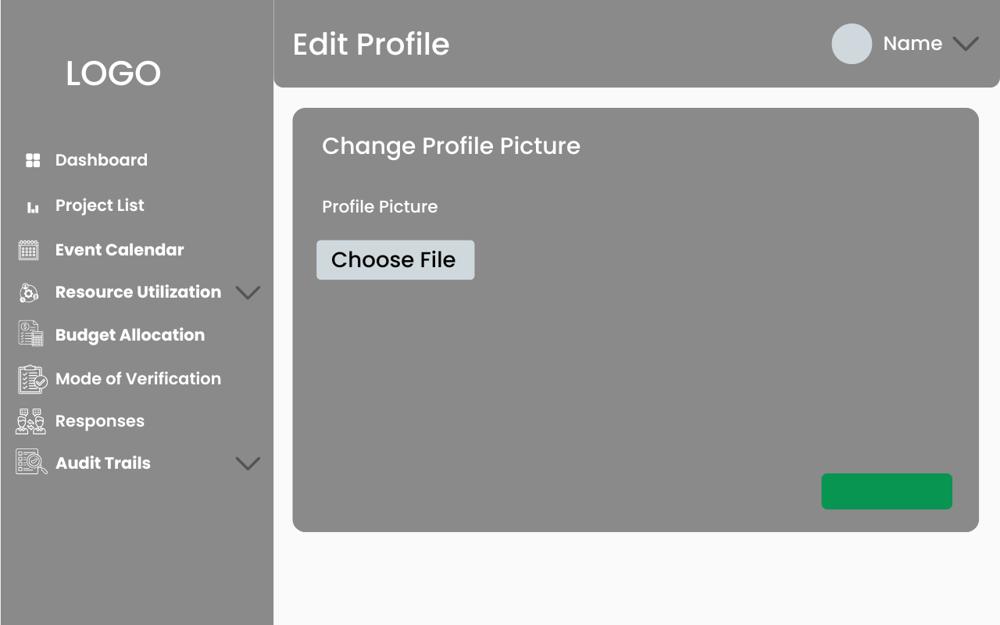 LOGO
Dashboard
Project List
Event Calendar
Resource Utilization
Budget Allocation
Mode of Verification
Responses
Audit Trails
Edit Profile
Name
Change Profile Picture
Profile Picture
Choose File